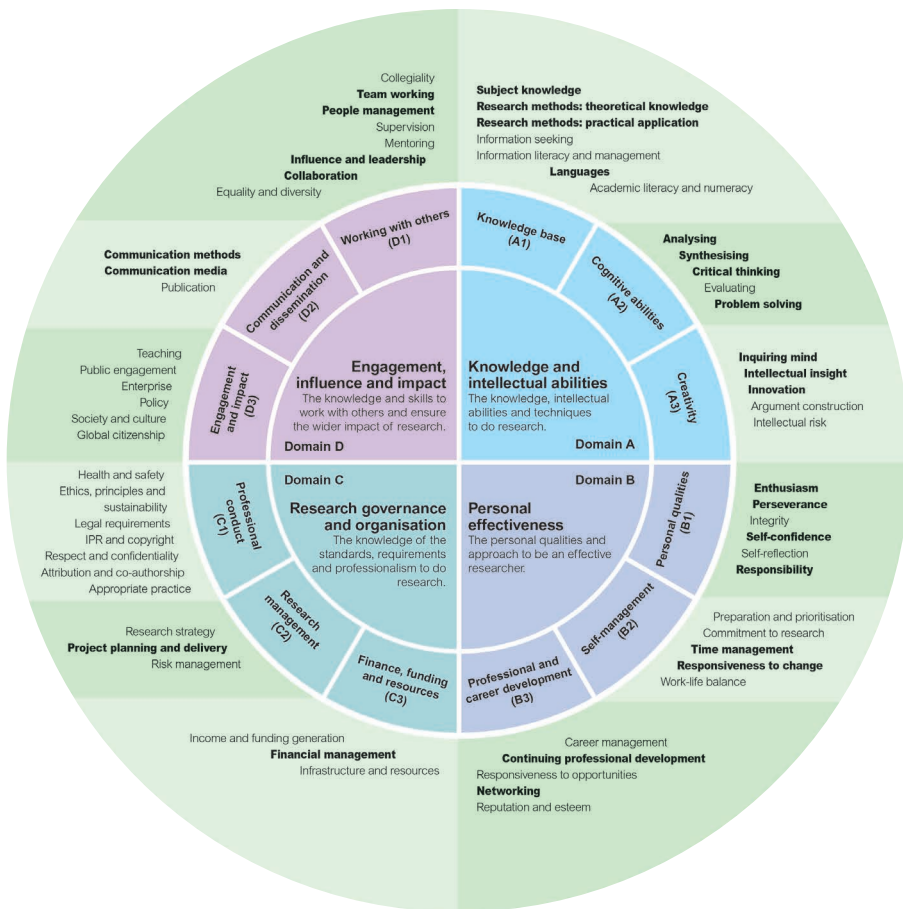 Collegiality
Team working
People management
Supervision
Mentoring
Influence and leadership
Collaboration
Equality and diversity
Subject knowledge
Research methods: theoretical knowledge
Research methods: practical application
Information seeking
Information literacy and management
Languages
Academic literacy and numeracy
Communication methods
Communication media
Publication
Analysing
Synthesising
Critical thinking
Evaluating
Problem solving
Teaching
Public engagement
Enterprise
Policy
Society and culture
Global citizenship
Inquiring mind
Intellectual insight
Innovation
Argument construction
Intellectual risk
Working with others
(D1)
Communication and
dissemination
(D2)
Engagement
and impact
(D3)
Knowledge base
(A1)
Cognitive abilities
(A2)
Creativity
(A3)
Engagement,
influence and impact
The knowledge and skills to
work with others and ensure
the wider impact of research.
Domain D
Knowledge and
intellectual abilities
The knowledge, intellectual
abilities and techniques
to do research.
Domain A
Domain C
Research governance
and organisation
The knowledge of the
standards, requirements
and professionalism to do
research.
Domain B
Personal
effectiveness
The personal qualities and
approach to be an effective
researcher.
Professional
conduct
(C1)
Research
management
(C2)
Finance, funding
and resources
(C3)
Personal qualities
(B1)
Self-management
(B2)
Professional and
career development
(B3)
Health and safety
Ethics, principles and
sustainability
Legal requirements
IPR and copyright
Respect and confidentiality
Attribution and co-authorship
Appropriate practice
Enthusiasm
Perseverance
Integrity
Self-confidence
Self-reflection
Responsibility
Research strategy
Project planning and delivery
Risk management
Preparation and prioritisation
Commitment to research
Time management
Responsiveness to change
Work-life balance
Income and funding generation
Financial management
Infrastructure and resources
Career management
Continuing professional development
Responsiveness to opportunities
Networking
Reputation and esteem